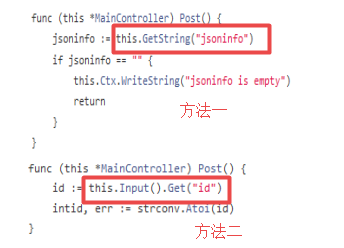 func (this *MainController) Post() {
jsoninfo := this.GetString("jsoninfo")
if jsoninfo == "" {
this.Ctx.WriteString("jsoninfo is empty")
return
方法一
}
}
func (this *MainController) Post() {
id := this.Input().Get("id")
intid, err := strconv.Atoi(id)
方法二
}